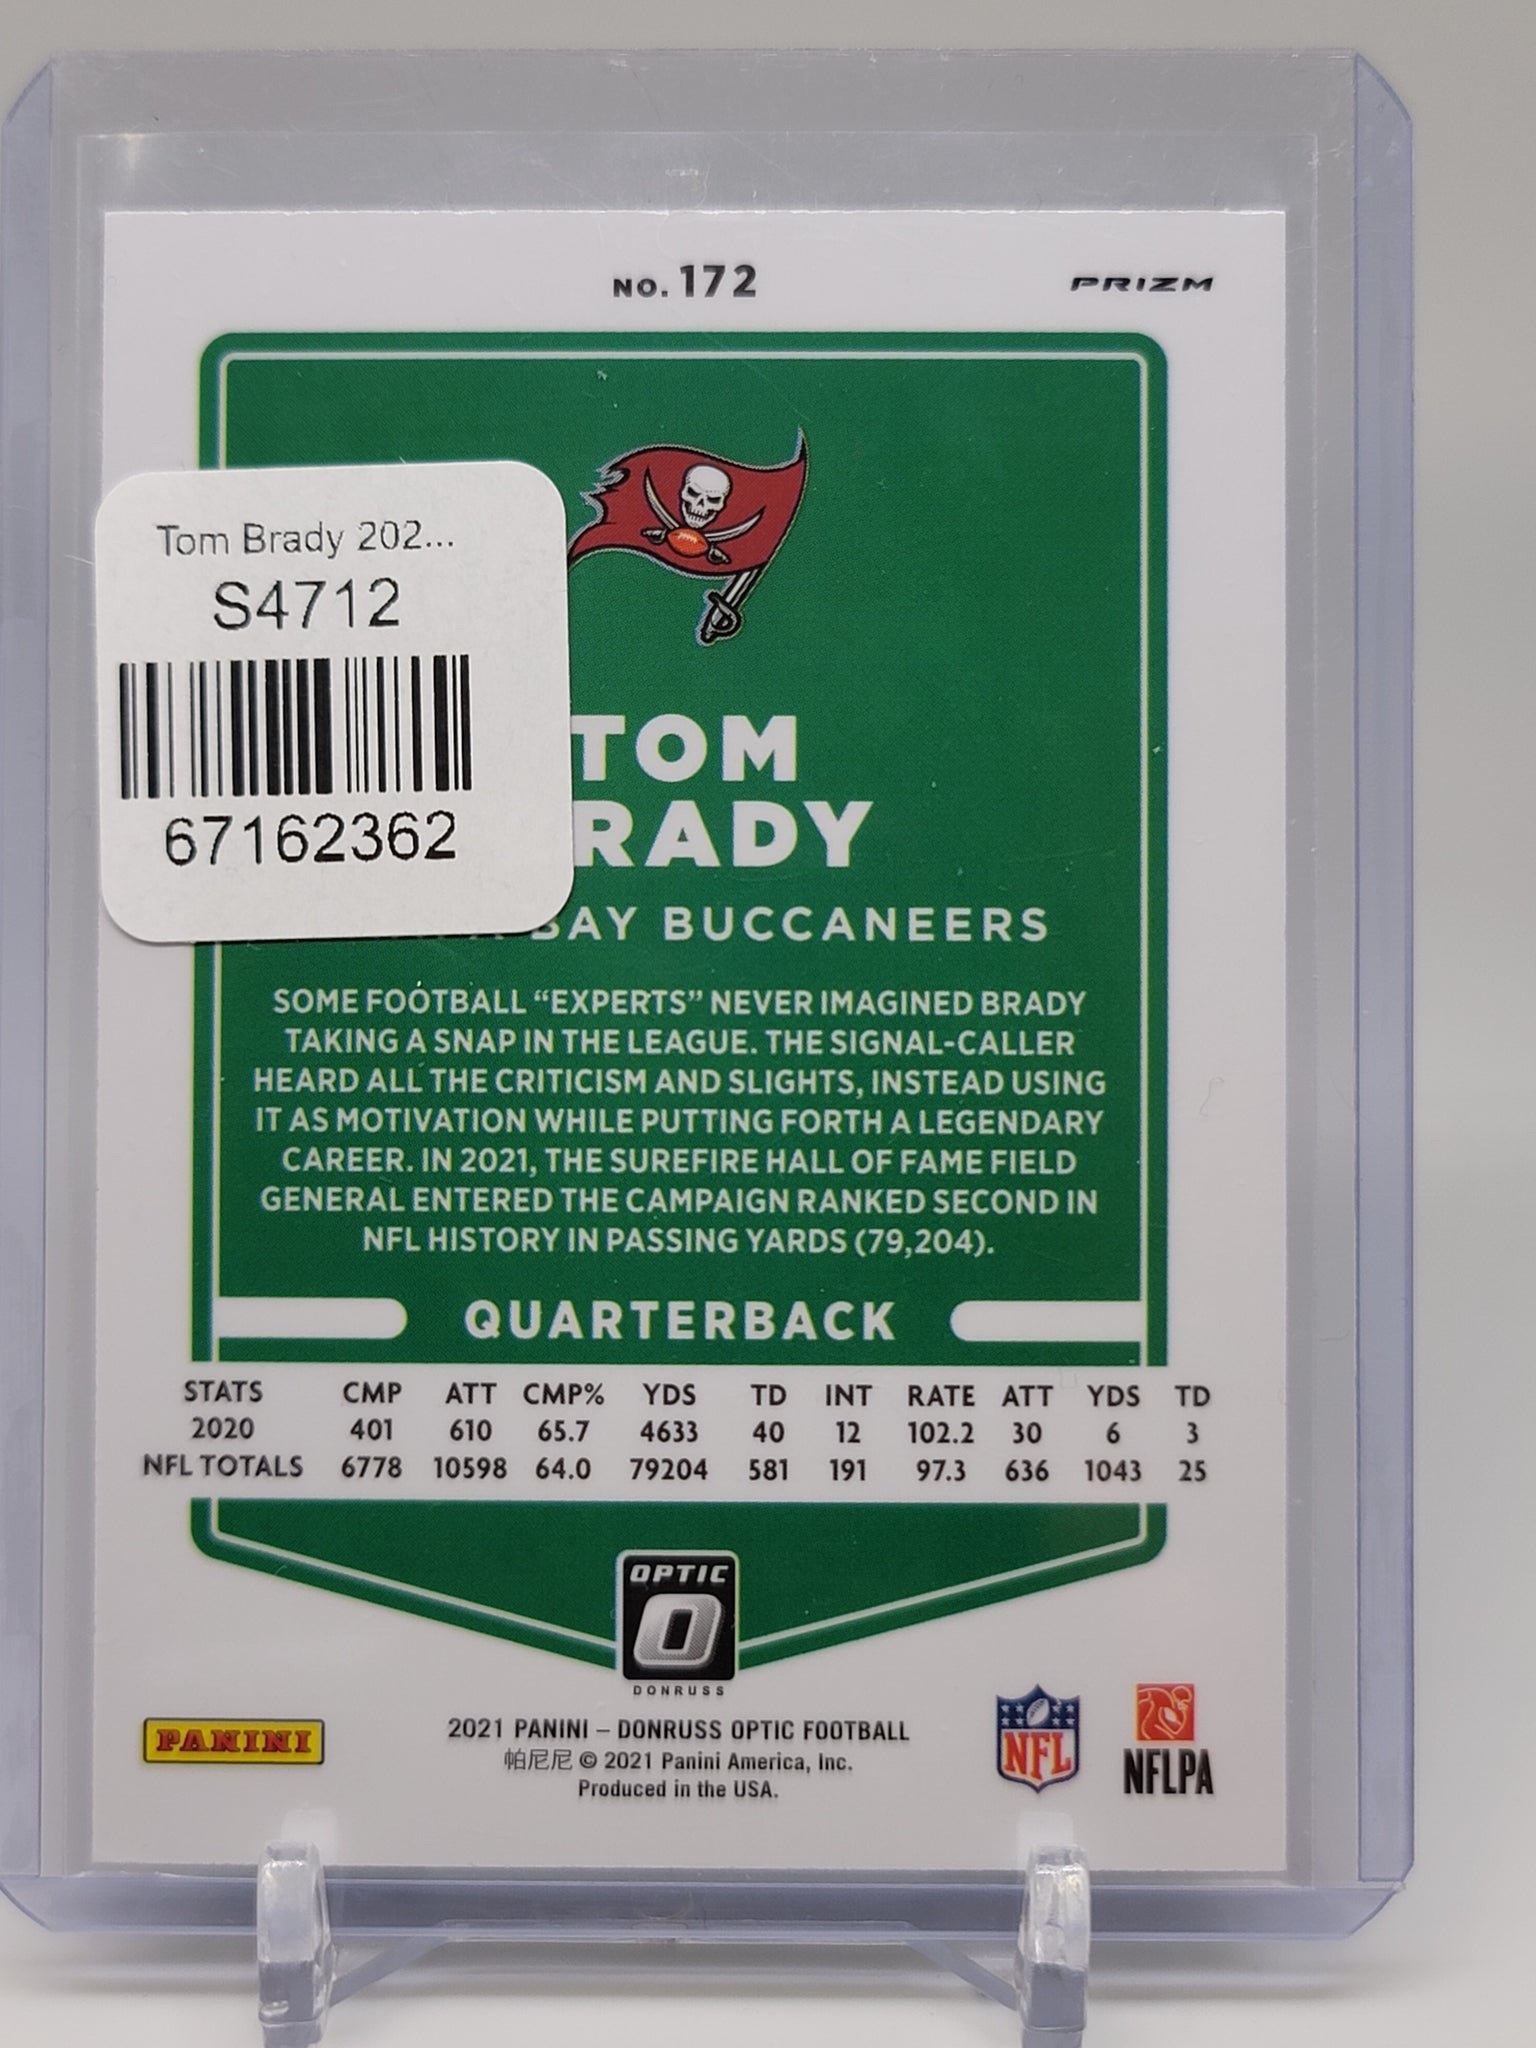 NO. 172
PRIZM
Tom Brady 202...
S4712
67162362
TOM
RADY
BAY BUCCANEERS
SOME FOOTBALL “EXPERTS” NEVER IMAGINED BRADY
TAKING A SNAP IN THE LEAGUE. THE SIGNAL-CALLER
HEARD ALL THE CRITICISM AND SLIGHTS, INSTEAD USING
IT AS MOTIVATION WHILE PUTTING FORTH A LEGENDARY
CAREER. IN 2021, THE SUREFIRE HALL OF FAME FIELD
GENERAL ENTERED THE CAMPAIGN RANKED SECOND IN
NFL HISTORY IN PASSING YARDS (79,204).
QUARTERBACK
STATS CMP ATT CMP% YDS TD INT RATE ATT YDS TD
2020 401 610 65.7 4633 40 12 102.2 30 6 3
NFL TOTALS 6778 10598 64.0 79204 581 191 97.3 636 1043 25
OPTIC
O
DONRUSS
PANINI
2021 PANINI – DONRUSS OPTIC FOOTBALL
帕尼尼 © 2021 Panini America, Inc.
Produced in the USA.
NFL
NFLPA